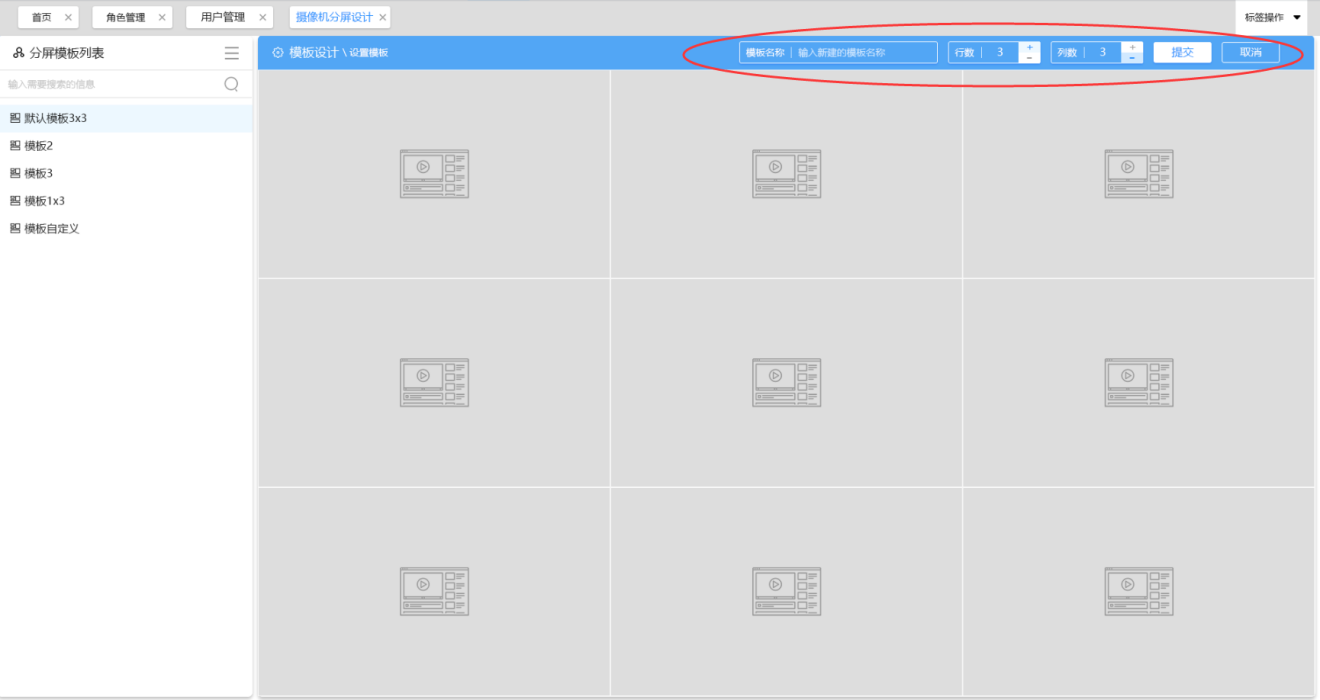 首页 × 角色管理 × 用户管理 × 摄像机分屏设计 × 标签操作
分屏模板列表
输入需要搜索的信息
默认模板3x3
模板2
模板3
模板1x3
模板自定义
模板设计 \ 设置模板 模板名称 | 输入新建的模板名称 行数 | 3 + - 列数 | 3 + - 提交 取消